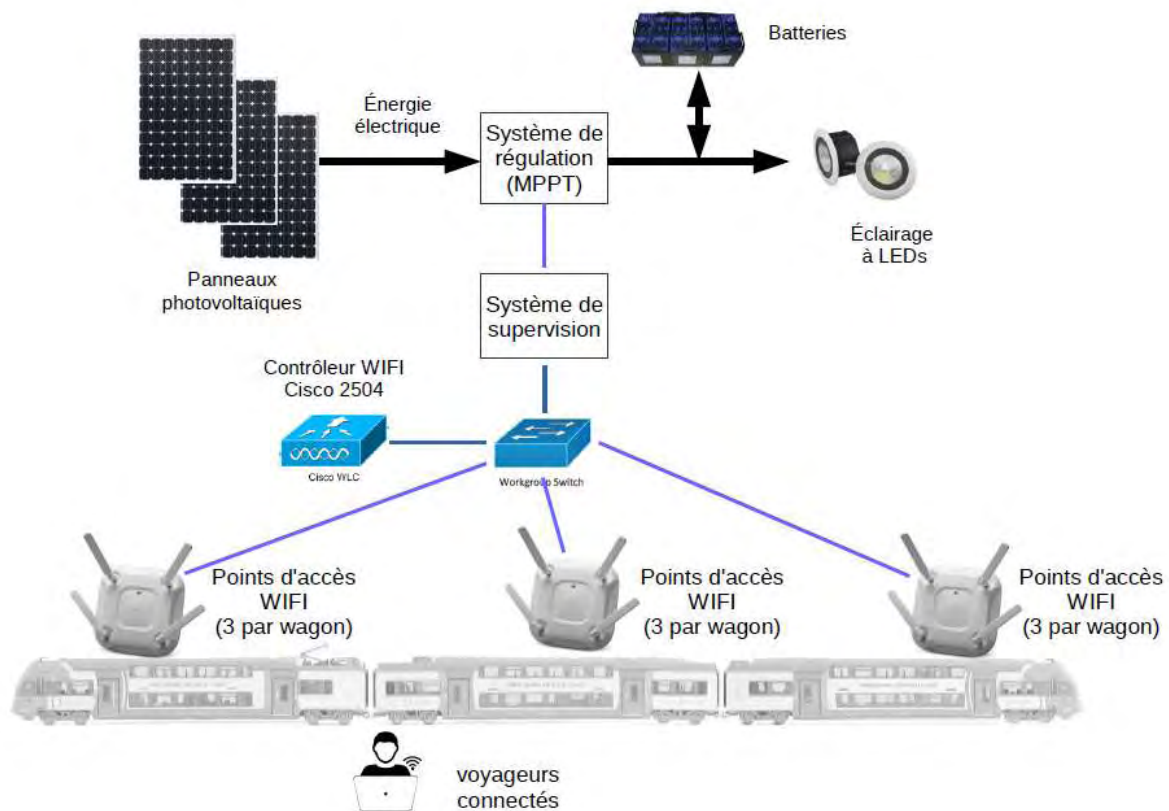 Batteries
Énergie
électrique
Système de
régulation
(MPPT)
Éclairage
à LEDs
Panneaux
photovoltaïques
Système de
supervision
Contrôleur WIFI
Cisco 2504
Cisco WLC
Workgroup Switch
Points d'accès
WIFI
(3 par wagon)
Points d'accès
WIFI
(3 par wagon)
Points d'accès
WIFI
(3 par wagon)
voyageurs
connectés